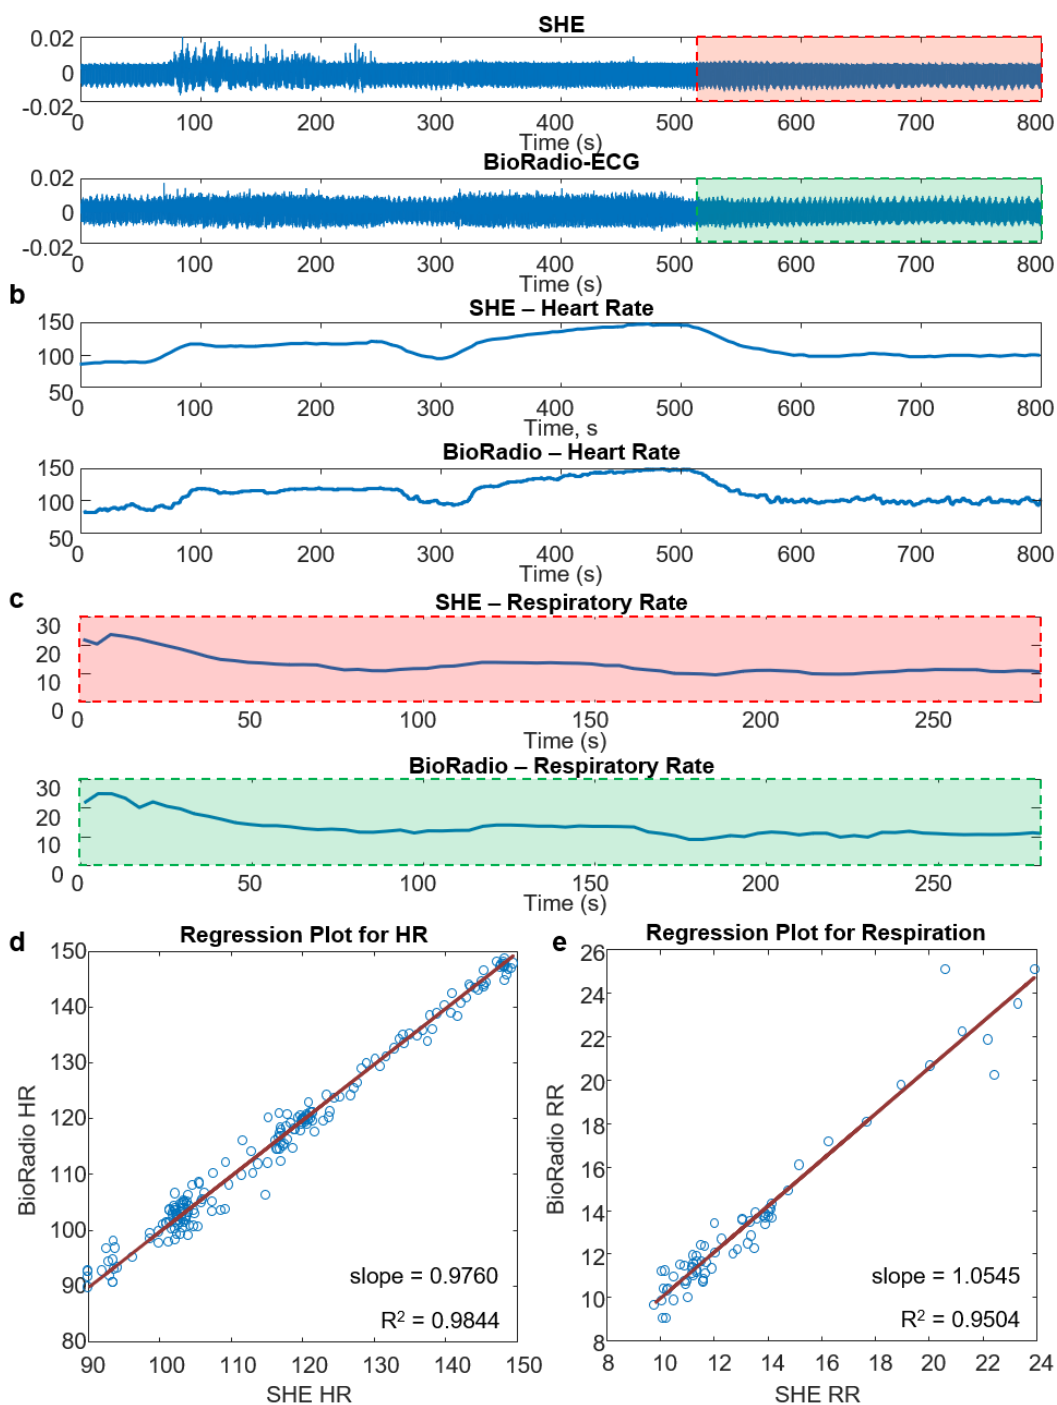 SHE
0.02
0
-0.02
0 100 200 300 400 500 600 700 800
Time (s)
BioRadio-ECG
0.02
0
-0.02
0 100 200 300 400 500 600 700 800
Time (s)
b
SHE – Heart Rate
150
100
50
0 100 200 300 400 500 600 700 800
Time, s
BioRadio – Heart Rate
150
100
50
0 100 200 300 400 500 600 700 800
Time (s)
c
SHE – Respiratory Rate
30
20
10
0
0 50 100 150 200 250
Time (s)
BioRadio – Respiratory Rate
30
20
10
0
0 50 100 150 200 250
Time (s)
d
Regression Plot for HR
150
140
130
120
110
100
90
80
BioRadio HR
slope = 0.9760
R² = 0.9844
90 100 110 120 130 140 150
SHE HR
e
Regression Plot for Respiration
26
24
22
20
18
16
14
12
10
8
BioRadio RR
slope = 1.0545
R² = 0.9504
8 10 12 14 16 18 20 22 24
SHE RR